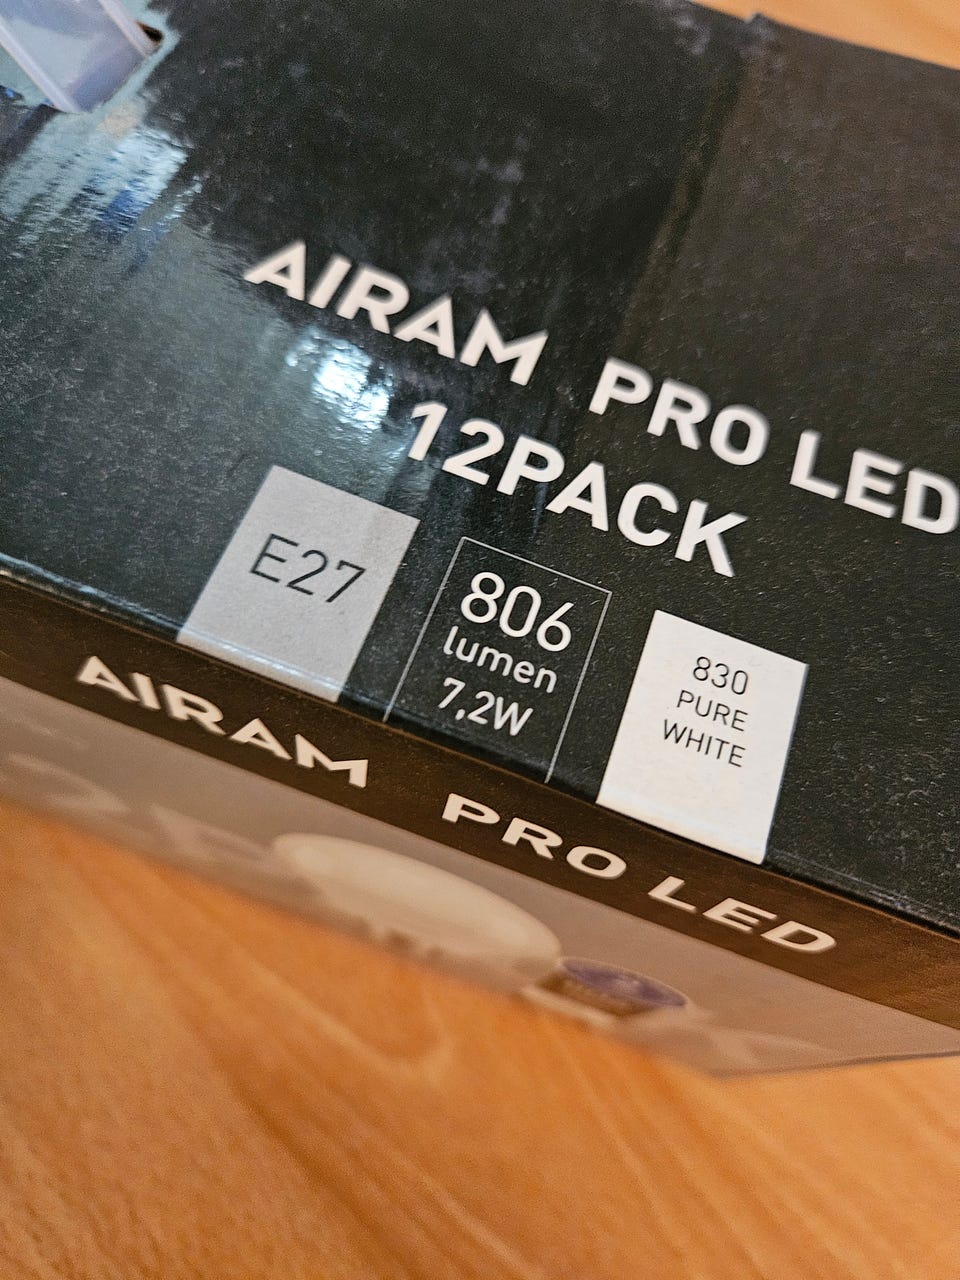 AIRAM PRO LED
12PACK
E27
806
lumen
7,2W
830
PURE
WHITE
AIRAM PRO LED